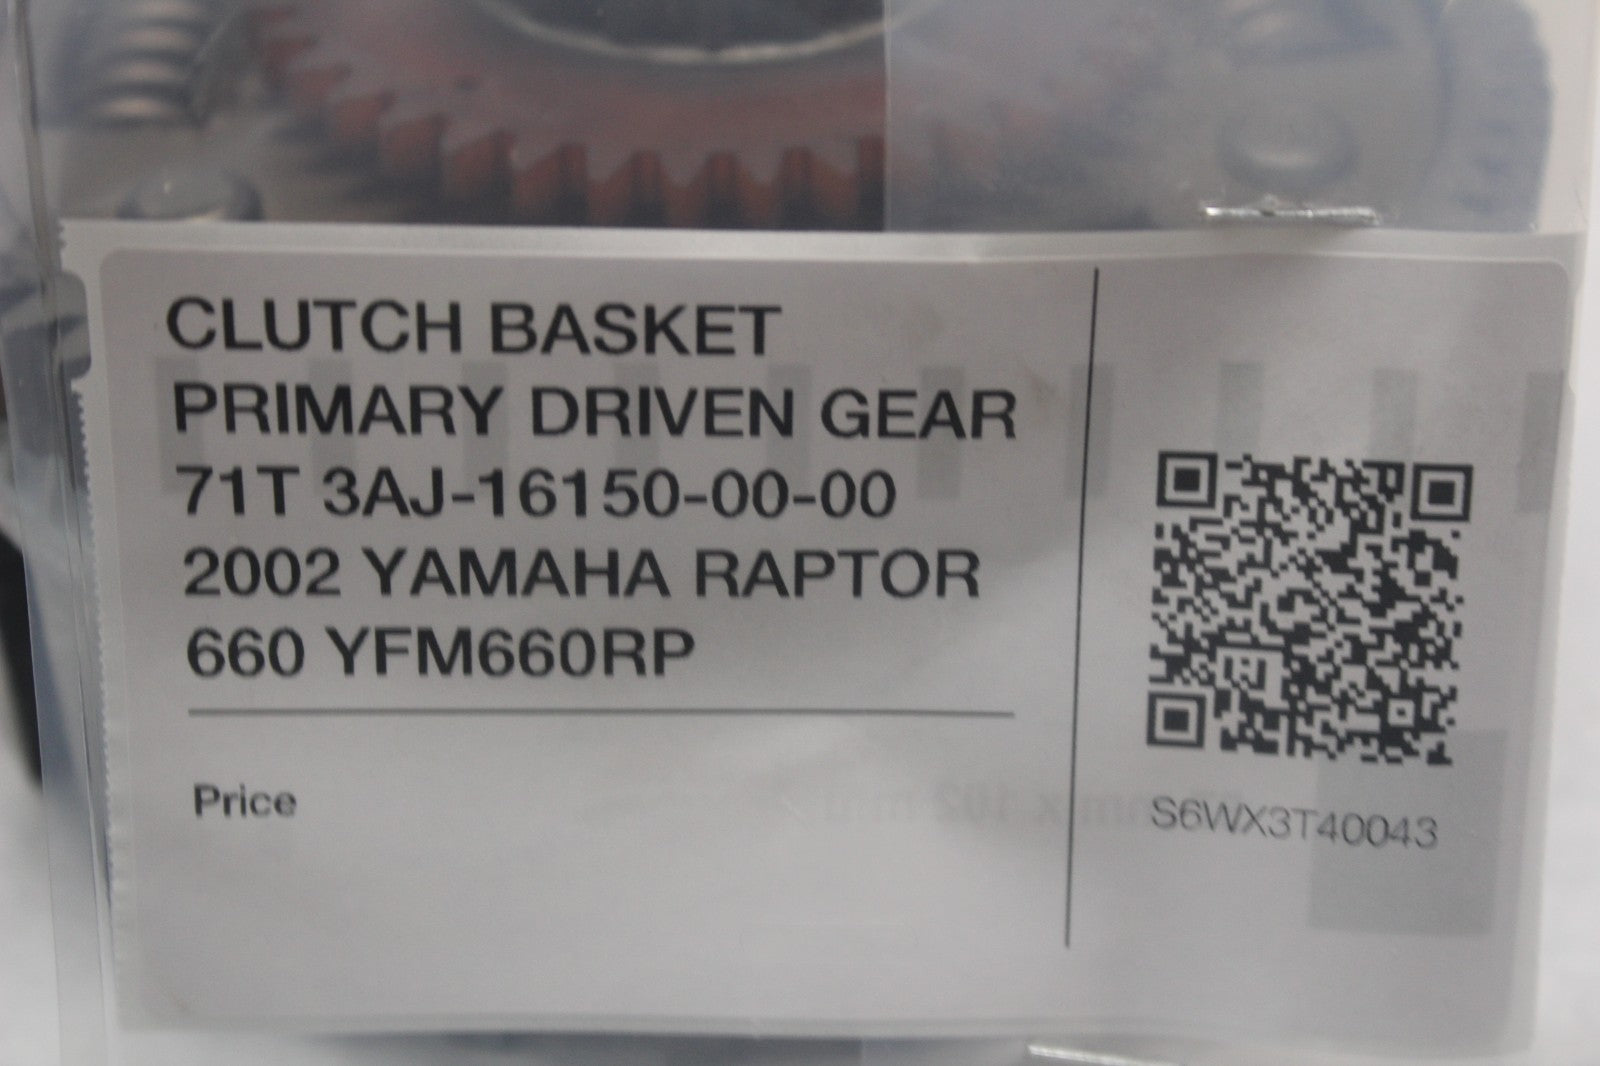 CLUTCH BASKET
PRIMARY DRIVEN GEAR
71T 3AJ-16150-00-00
2002 YAMAHA RAPTOR
660 YFM660RP
Price
S6WX3T40043